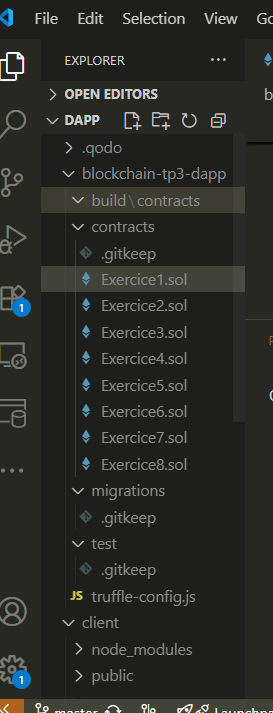 File Edit Selection View Go
EXPLORER
OPEN EDITORS
DAPP
.qodo
blockchain-tp3-dapp
build\contracts
contracts
.gitkeep
Exercice1.sol
Exercice2.sol
Exercice3.sol
Exercice4.sol
1
Exercice5.sol
Exercice6.sol
Exercice7.sol
Exercice8.sol
migrations
.gitkeep
test
.gitkeep
JS truffle-config.js
client
node_modules
1
public
master